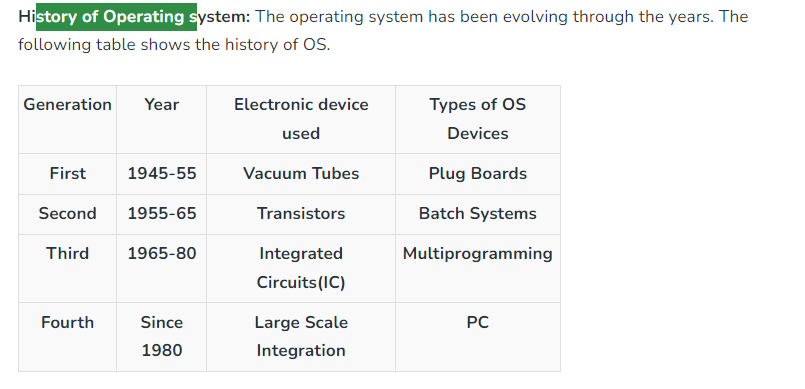 History of Operating system: The operating system has been evolving through the years. The
following table shows the history of OS.
Generation Year Electronic device used Types of OS Devices
First 1945-55 Vacuum Tubes Plug Boards
Second 1955-65 Transistors Batch Systems
Third 1965-80 Integrated Circuits(IC) Multiprogramming
Fourth Since 1980 Large Scale Integration PC